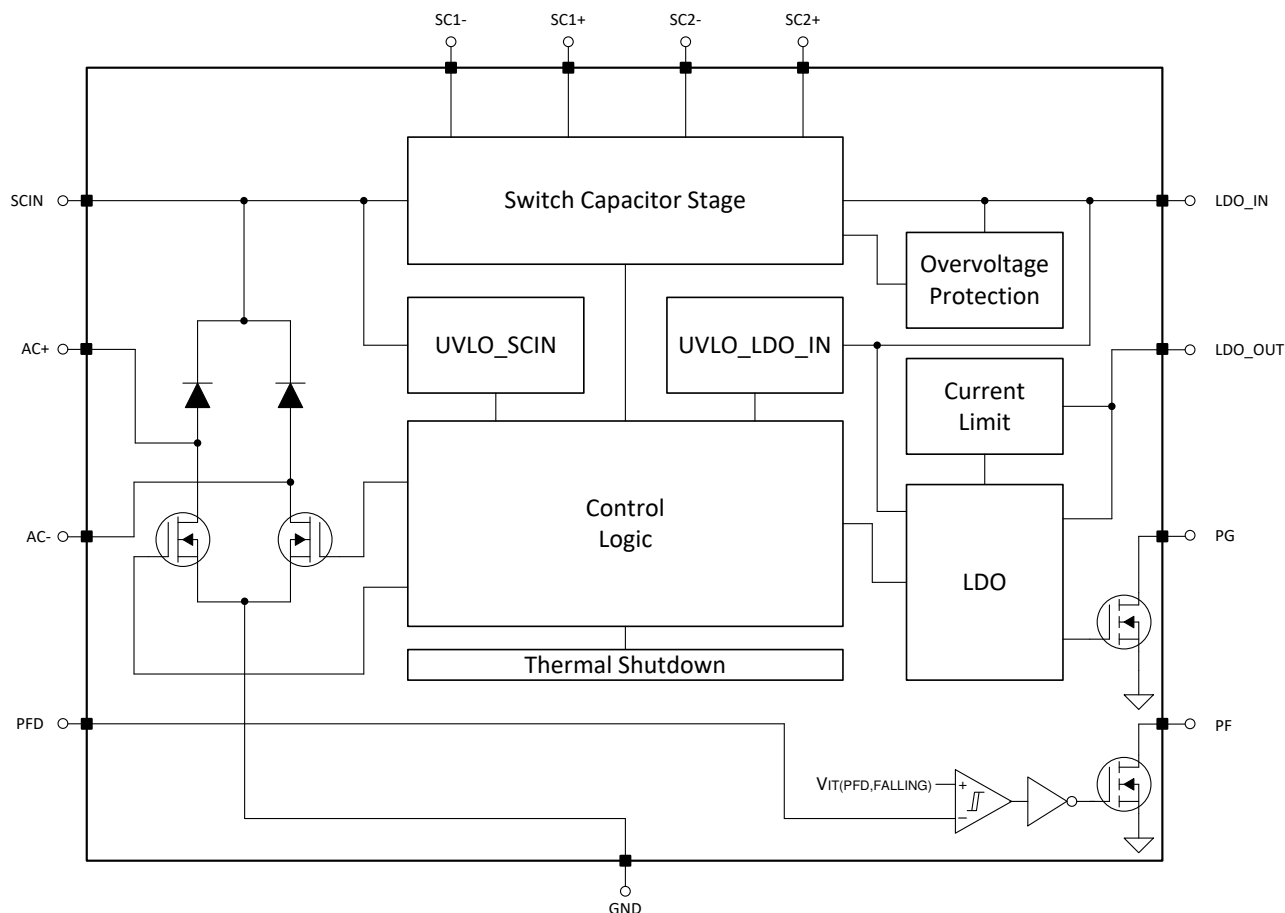 SC1-
SC1+
SC2-
SC2+
SCIN
Switch Capacitor Stage
LDO_IN
Overvoltage
Protection
AC+
UVLO_SCIN
UVLO_LDO_IN
LDO_OUT
Current
Limit
AC-
Control
Logic
PG
LDO
Thermal Shutdown
PFD
PF
VIT(PFD,FALLING)
+
−
GND